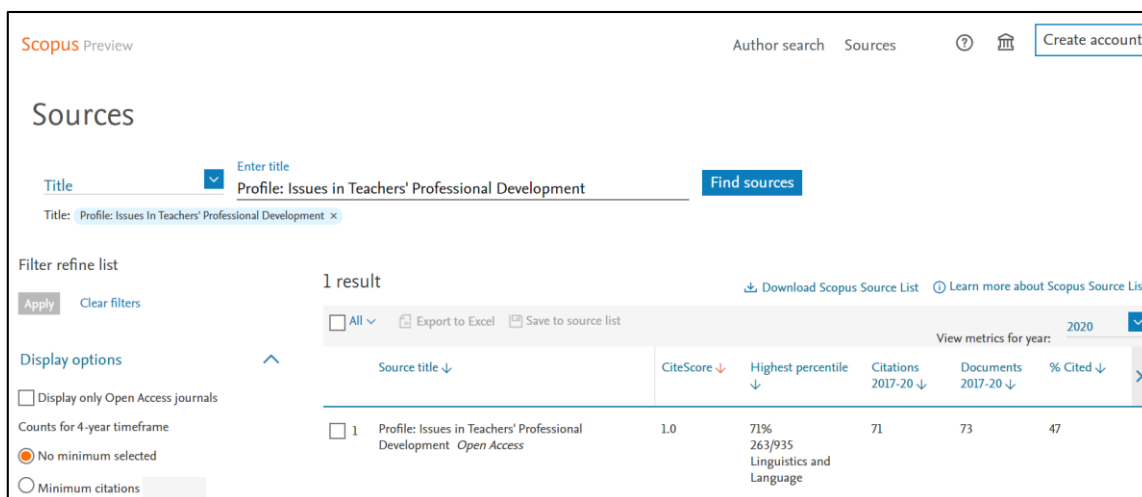 Scopus Preview
Author search Sources
Create account
Sources
Enter title
Title
Profile: Issues in Teachers' Professional Development
Find sources
Title: Profile: Issues In Teachers' Professional Development ×
Filter refine list
1 result
Download Scopus Source List Learn more about Scopus Source Lis
Apply Clear filters
All Export to Excel Save to source list
View metrics for year: 2020
Display options
Source title ↓ CiteScore ↓ Highest percentile ↓ Citations 2017-20 ↓ Documents 2017-20 ↓ % Cited ↓
Display only Open Access journals
Counts for 4-year timeframe
No minimum selected
Minimum citations
1 Profile: Issues in Teachers' Professional Development Open Access 1.0 71% 71 73 47
263/935
Linguistics and
Language